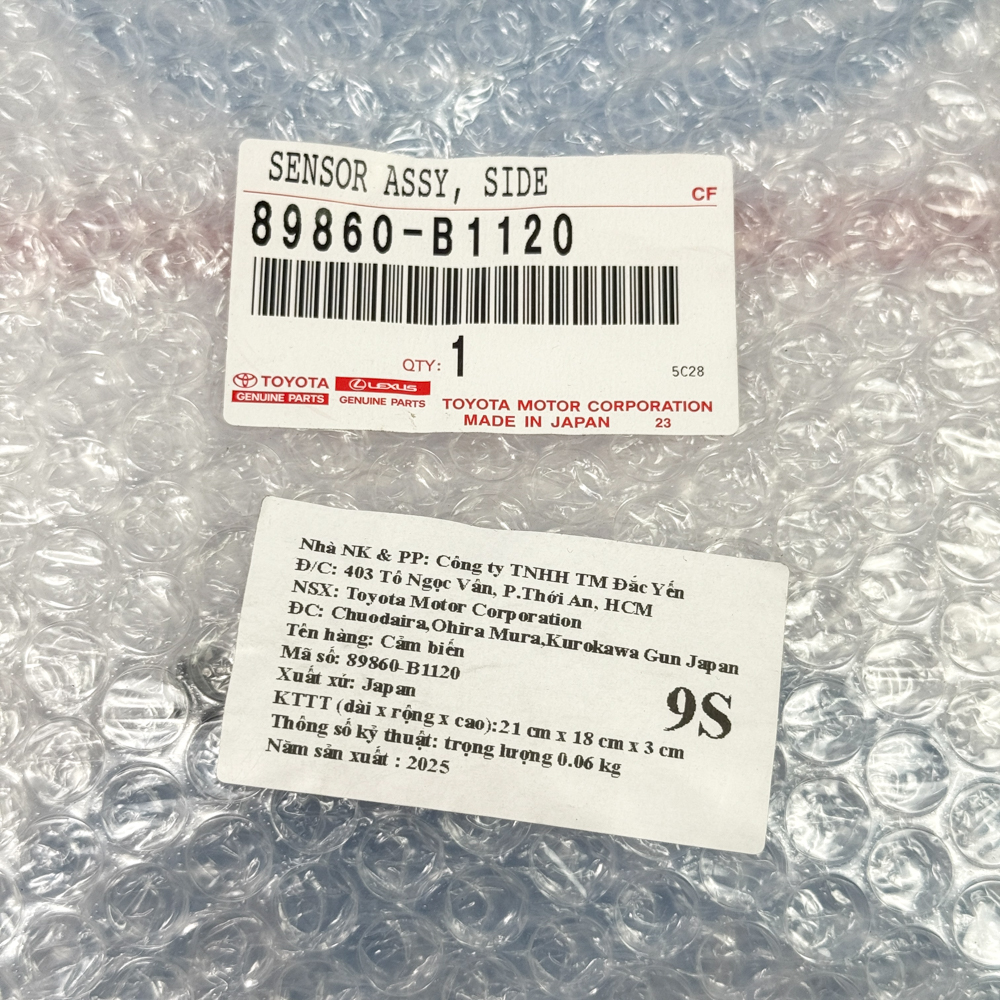 SENSOR ASSY, SIDE
CF
89860-B1120
QTY: 1
5C28
TOYOTA
GENUINE PARTS
LEXUS
GENUINE PARTS
TOYOTA MOTOR CORPORATION
MADE IN JAPAN 23
Nhà NK & PP: Công ty TNHH TM Đắc Yến
Đ/C: 403 Tô Ngọc Vân, P.Thới An, HCM
NSX: Toyota Motor Corporation
ĐC: Chuodaira,Ohira Mura,Kurokawa Gun Japan
Tên hàng: Cảm biến
Mã số: 89860-B1120
Xuất xứ: Japan
9S
KTTT (dài x rộng x cao):21 cm x 18 cm x 3 cm
Thông số kỷ thuật: trọng lượng 0.06 kg
Năm sản xuất : 2025